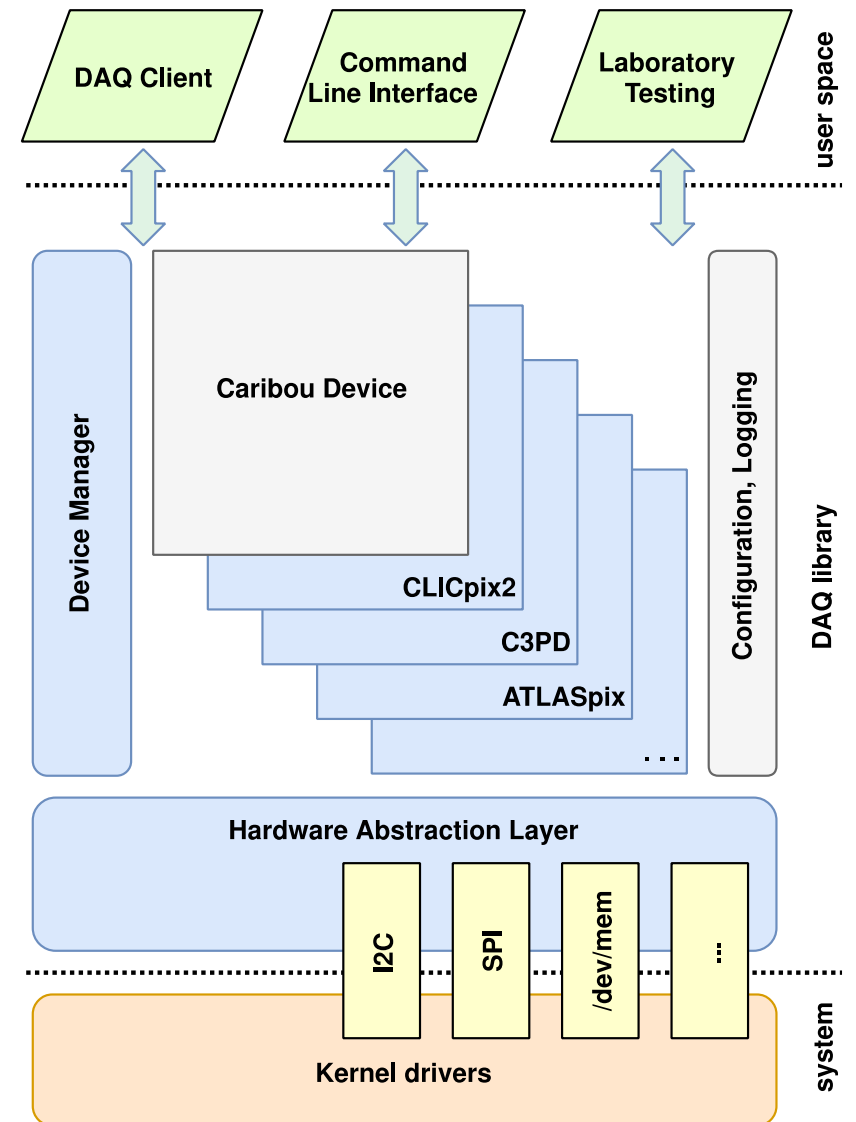 DAQ Client
Command
Line Interface
Laboratory
Testing
user space
Device Manager
Caribou Device
CLICpix2
C3PD
ATLASpix
...
Configuration, Logging
DAQ library
Hardware Abstraction Layer
I2C
SPI
/dev/mem
...
Kernel drivers
system